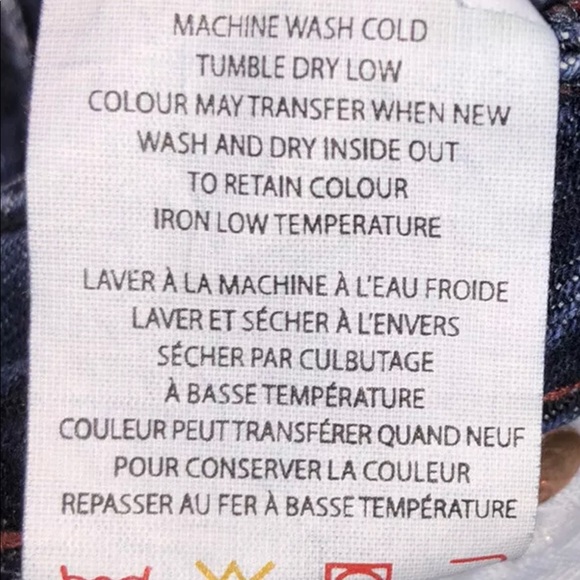 MACHINE WASH COLD
TUMBLE DRY LOW
COLOUR MAY TRANSFER WHEN NEW
WASH AND DRY INSIDE OUT
TO RETAIN COLOUR
IRON LOW TEMPERATURE
LAVER À LA MACHINE À L'EAU FROIDE
LAVER ET SÉCHER À L'ENVERS
SÉCHER PAR CULBUTAGE
À BASSE TEMPÉRATURE
COULEUR PEUT TRANSFÉRER QUAND NEUF
POUR CONSERVER LA COULEUR
REPASSER AU FER À BASSE TEMPÉRATURE